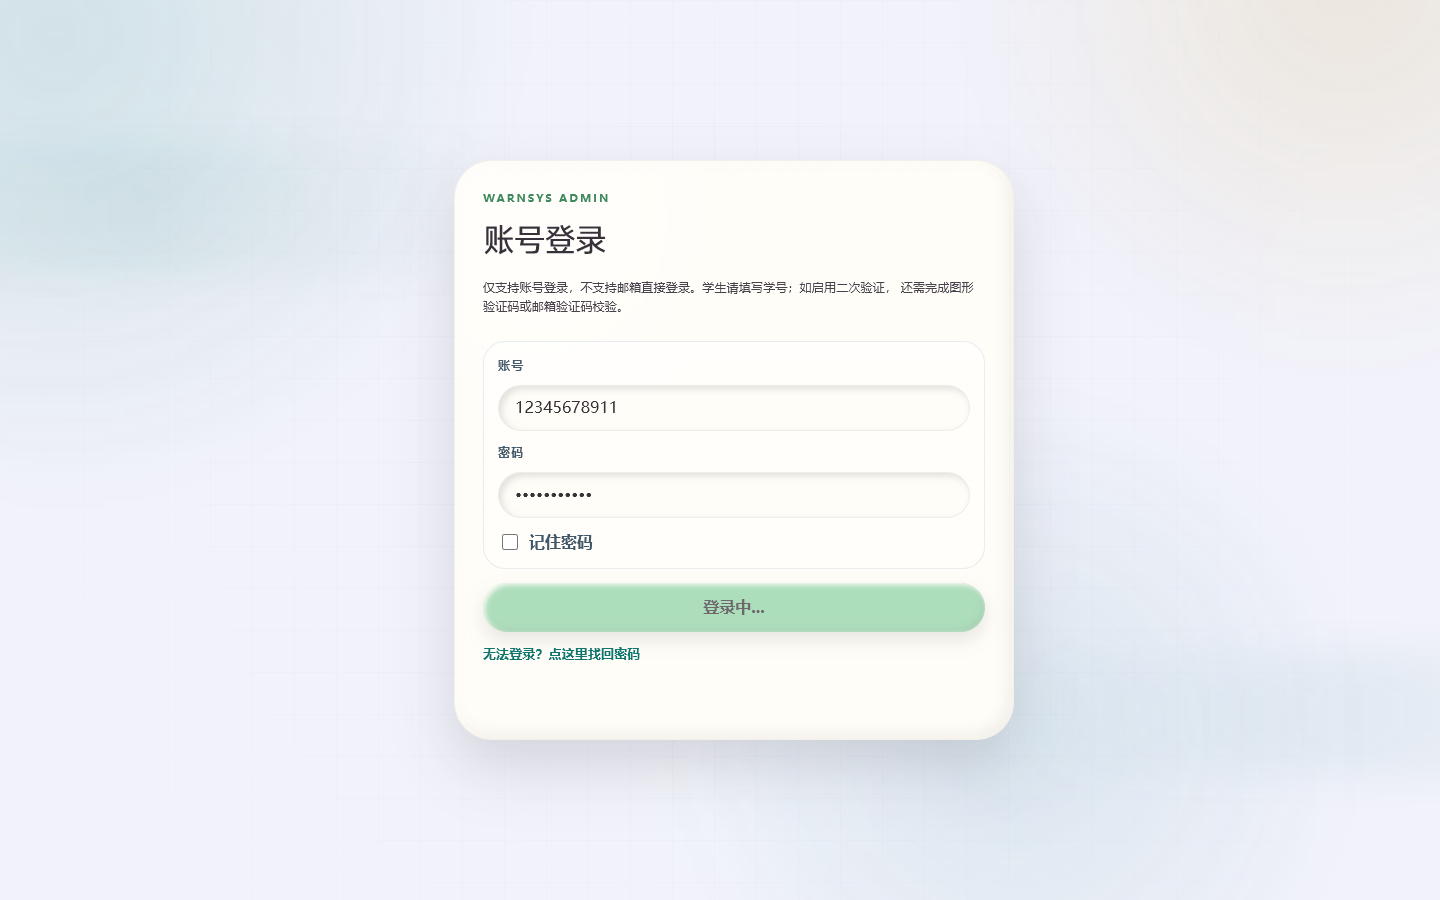 WARNSYS ADMIN
账号登录
仅支持账号登录，不支持邮箱直接登录。学生请填写学号；如启用二次验证， 还需完成图形
验证码或邮箱验证码校验。
账号
12345678911
密码
•••••••••••
记住密码
登录中...
无法登录？点这里找回密码